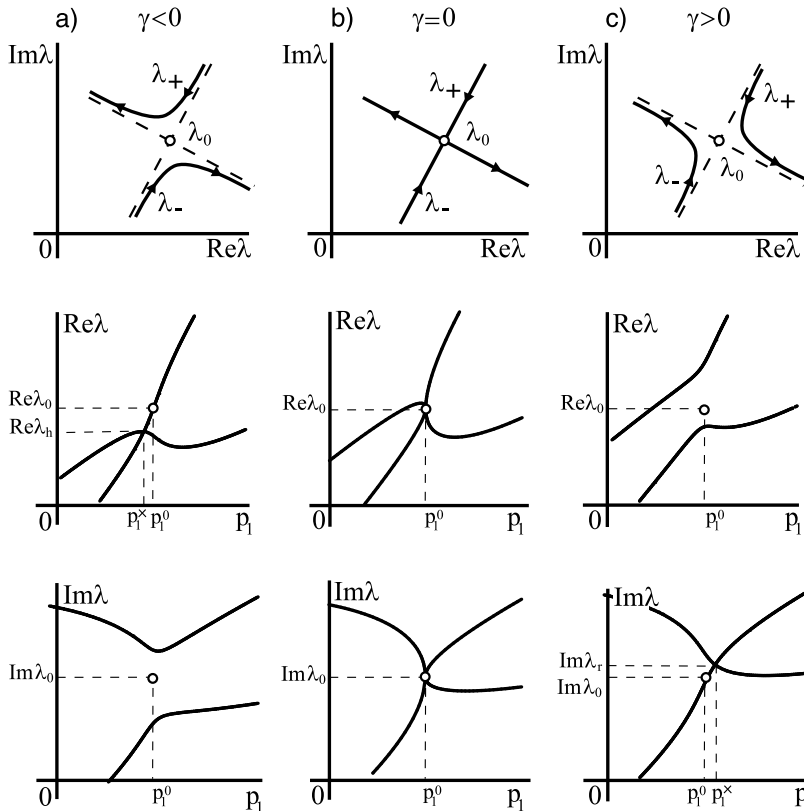 a) γ<0 b) γ=0 c) γ>0
Imλ λ+ λ0 λ- 0 Reλ
Imλ λ+ λ0 λ- 0 Reλ
Imλ λ+ λ0 λ- 0 Reλ
Reλ Reλ0 Reλh 0 p1× p1⁰ p1
Reλ Reλ0 0 p1⁰ p1
Reλ Reλ0 0 p1⁰ p1
Imλ Imλ0 0 p1⁰ p1
Imλ Imλ0 0 p1⁰ p1
Imλ Imλr Imλ0 0 p1⁰ p1× p1